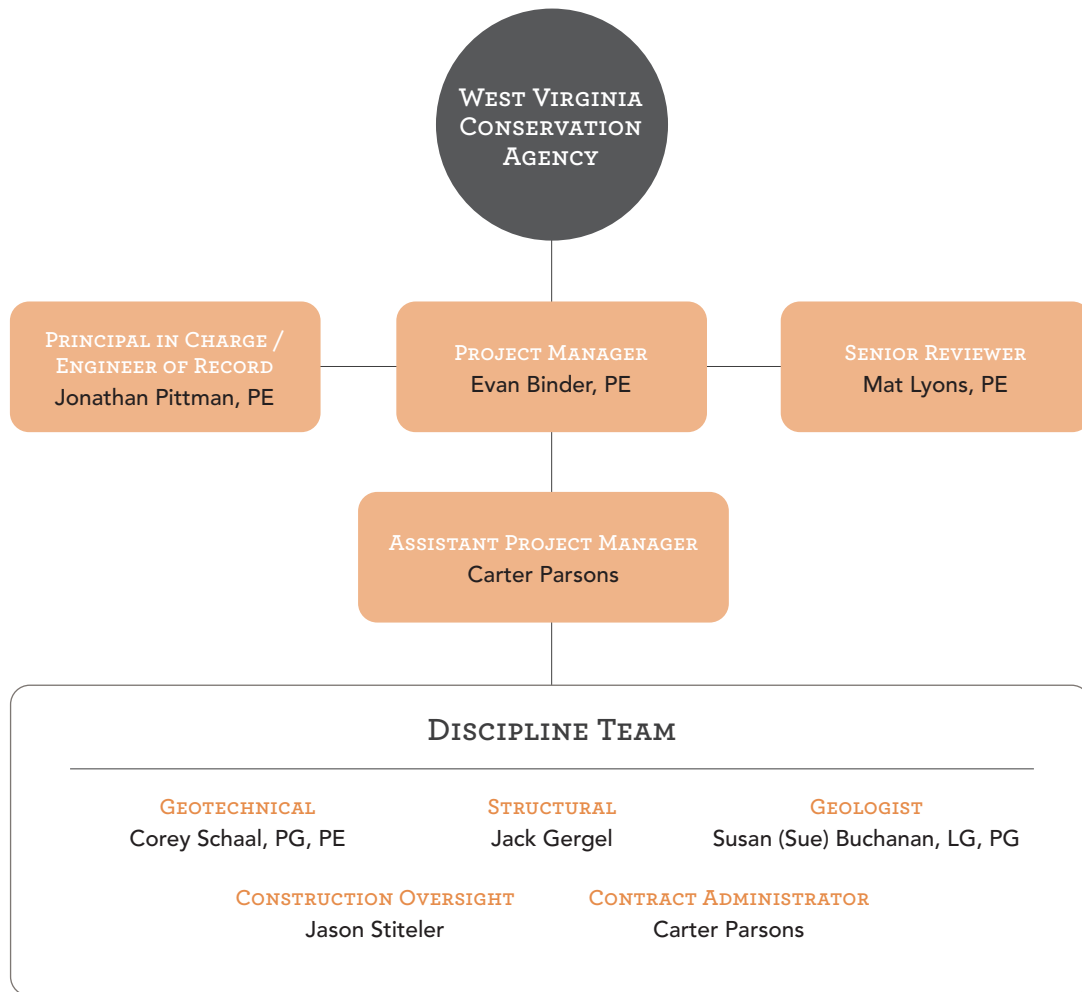 West Virginia
Conservation
Agency
Principal in Charge /
Engineer of Record
Jonathan Pittman, PE
Project Manager
Evan Binder, PE
Senior Reviewer
Mat Lyons, PE
Assistant Project Manager
Carter Parsons
Discipline Team
Geotechnical
Corey Schaal, PG, PE
Structural
Jack Gergel
Geologist
Susan (Sue) Buchanan, LG, PG
Construction Oversight
Jason Stiteler
Contract Administrator
Carter Parsons